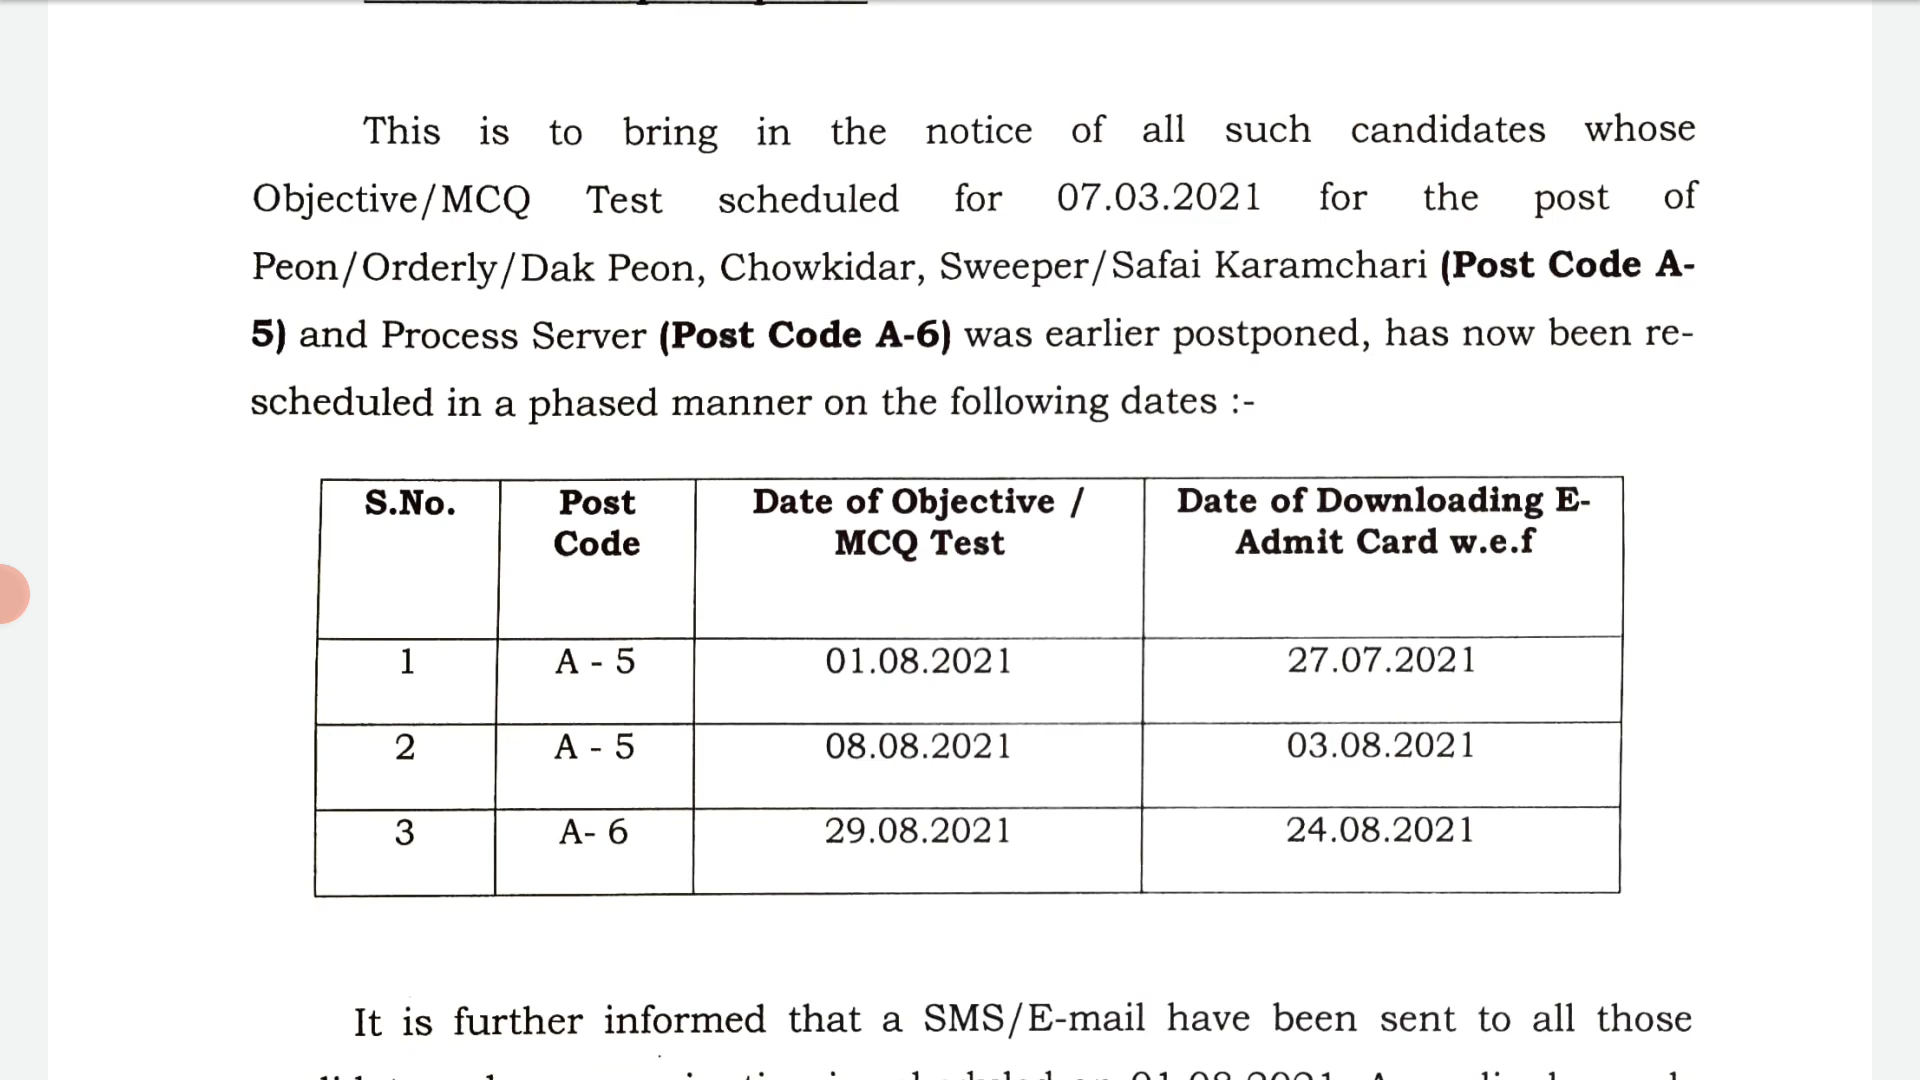 This is to bring in the notice of all such candidates whose
Objective/MCQ Test scheduled for 07.03.2021 for the post of
Peon/Orderly/Dak Peon, Chowkidar, Sweeper/Safai Karamchari (Post Code A-
5) and Process Server (Post Code A-6) was earlier postponed, has now been re-
scheduled in a phased manner on the following dates :-
S.No. Post Code Date of Objective / MCQ Test Date of Downloading E-Admit Card w.e.f
1 A - 5 01.08.2021 27.07.2021
2 A - 5 08.08.2021 03.08.2021
3 A- 6 29.08.2021 24.08.2021
It is further informed that a SMS/E-mail have been sent to all those